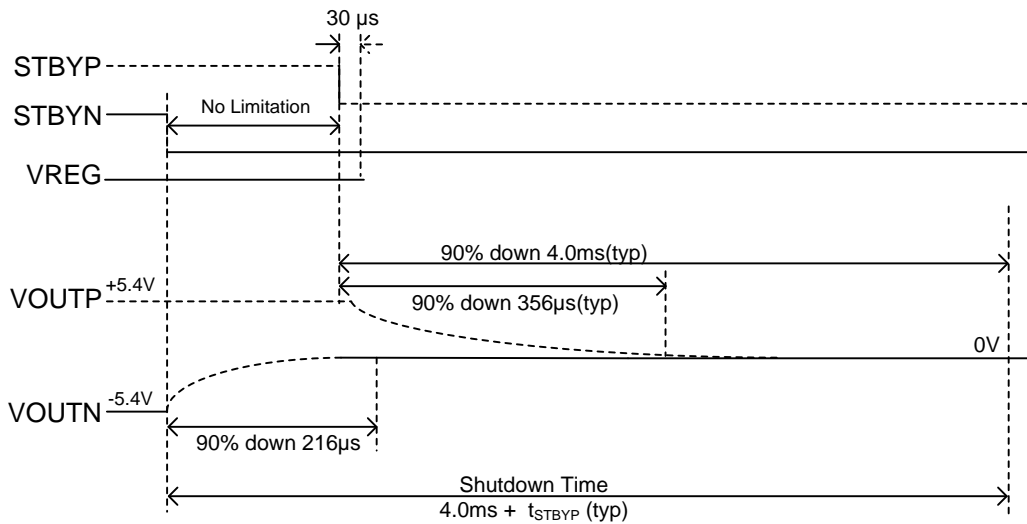 30 µs
STBYP
No Limitation
STBYN
VREG
90% down 4.0ms(typ)
+5.4V
VOUTP
90% down 356µs(typ)
0V
-5.4V
VOUTN
90% down 216µs
Shutdown Time
4.0ms + tSTBYP (typ)